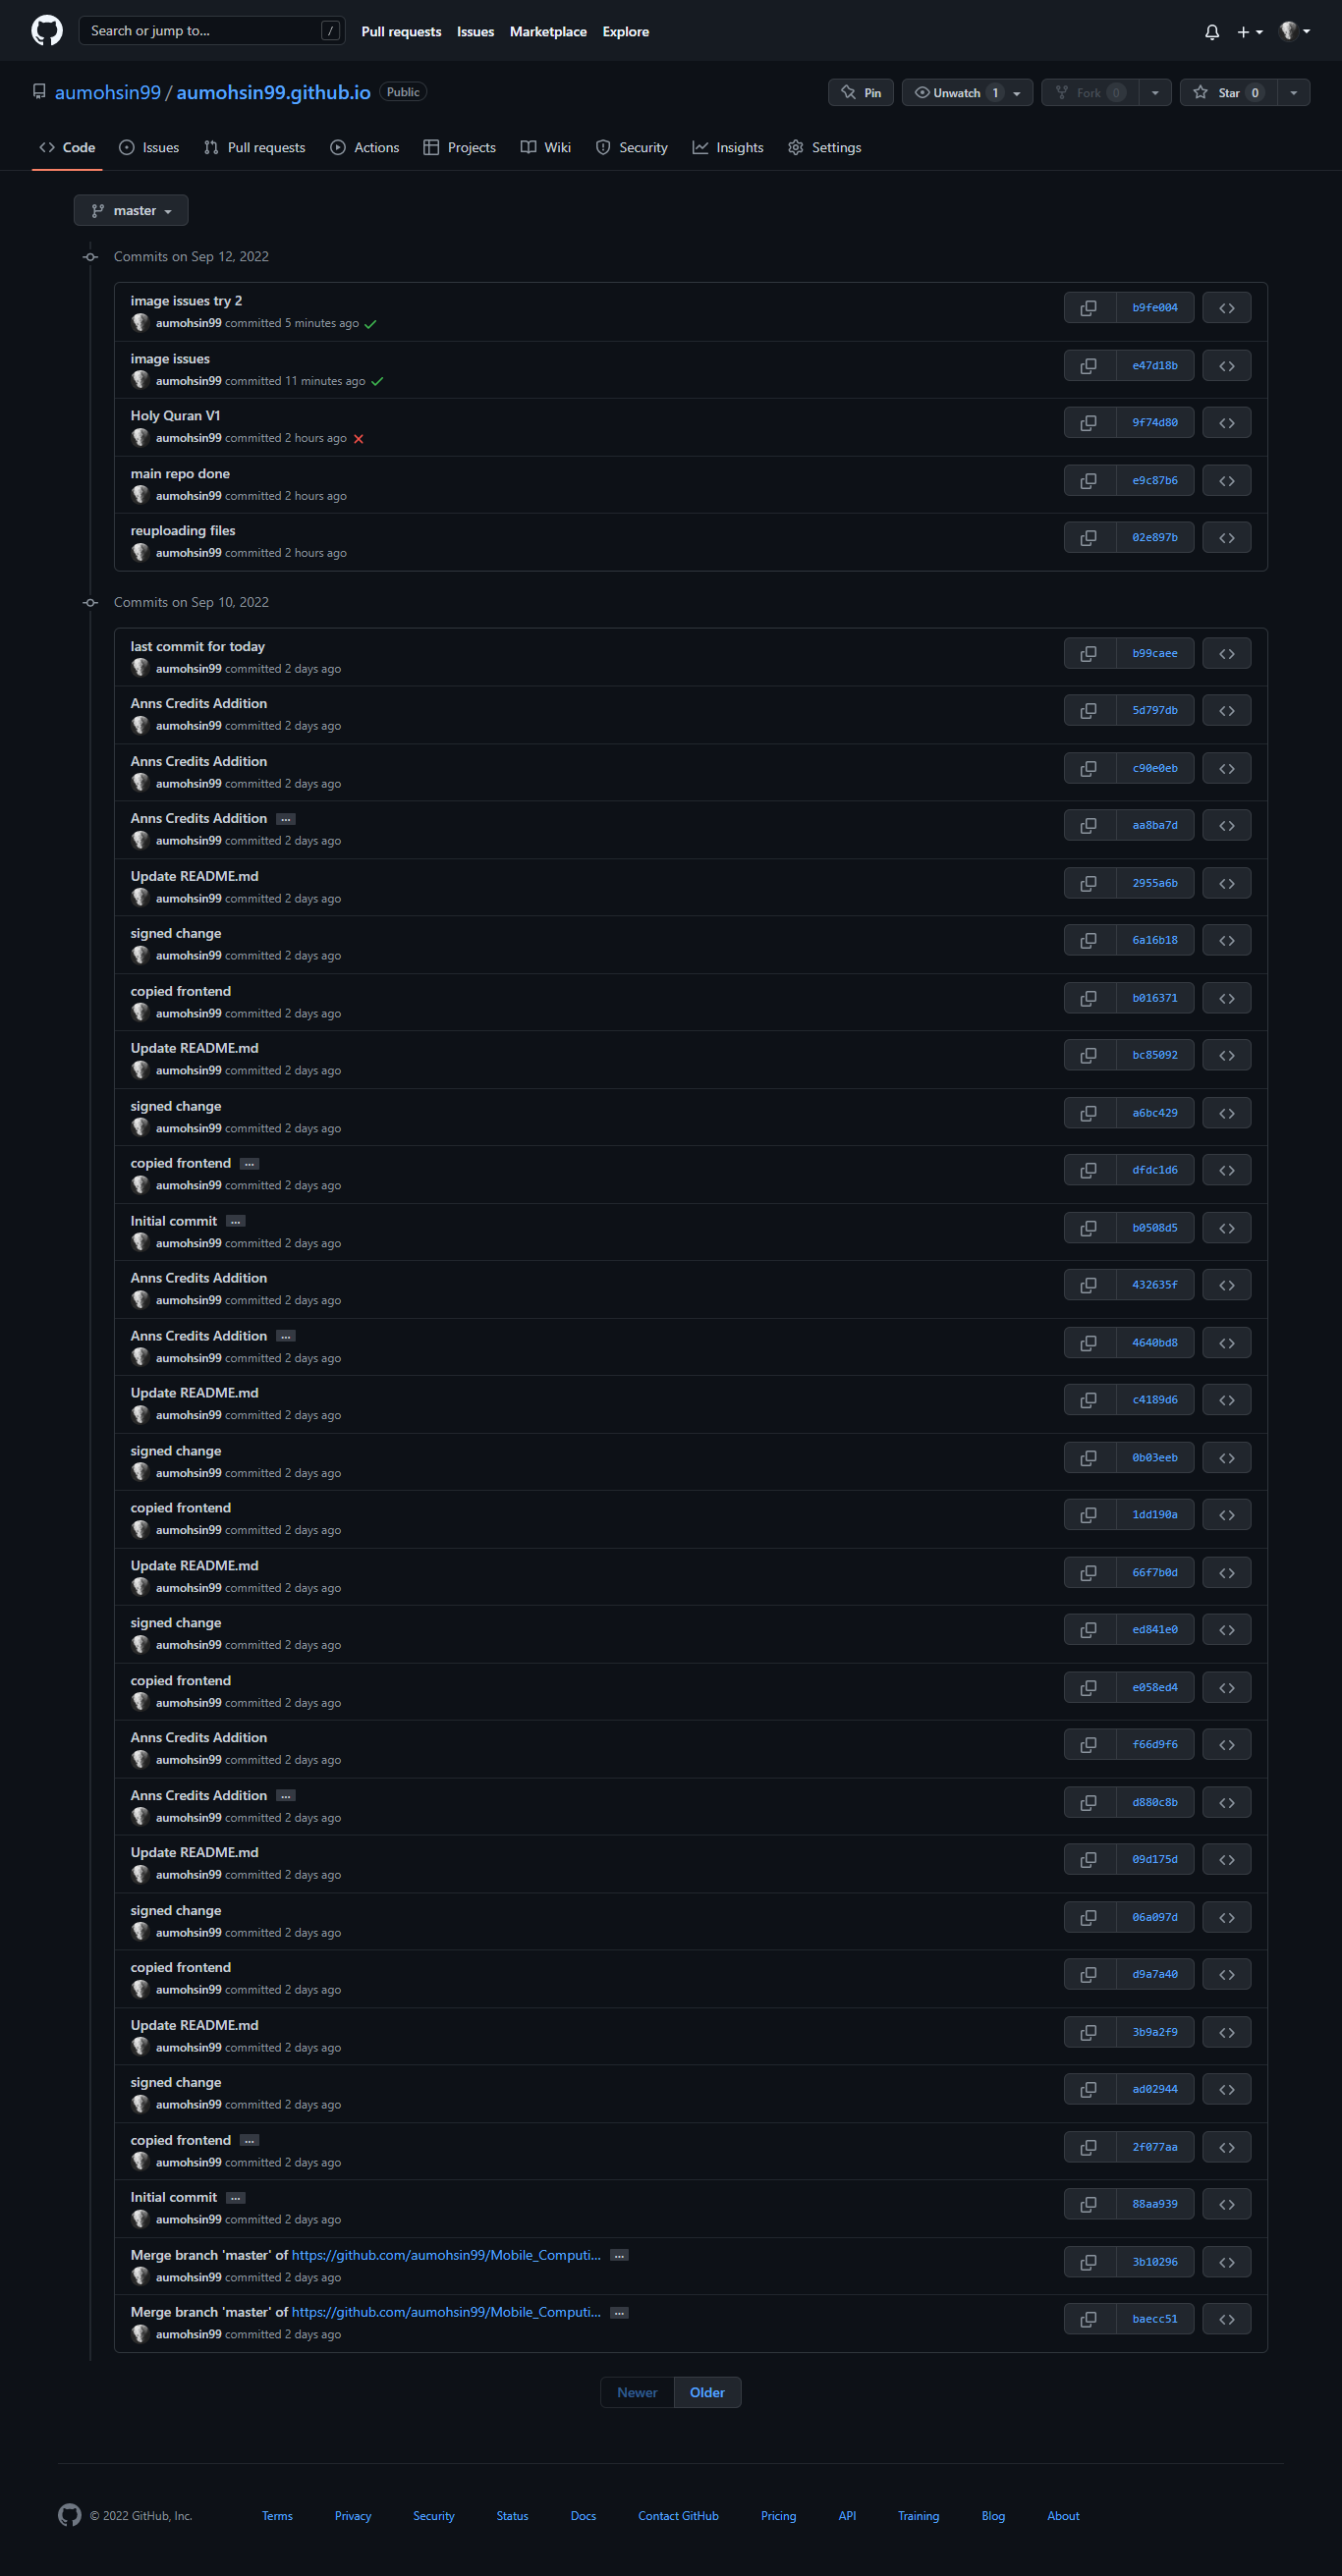 Search or jump to... /
Pull requests Issues Marketplace Explore
aumohsin99 / aumohsin99.github.io Public
Pin Unwatch 1 Fork 0 Star 0
Code Issues Pull requests Actions Projects Wiki Security Insights Settings
master
Commits on Sep 12, 2022
image issues try 2
aumohsin99 committed 5 minutes ago
b9fe004
image issues
aumohsin99 committed 11 minutes ago
e47d18b
Holy Quran V1
aumohsin99 committed 2 hours ago
9f74d80
main repo done
aumohsin99 committed 2 hours ago
e9c87b6
reuploading files
aumohsin99 committed 2 hours ago
02e897b
Commits on Sep 10, 2022
last commit for today
aumohsin99 committed 2 days ago
b99caee
Anns Credits Addition
aumohsin99 committed 2 days ago
5d797db
Anns Credits Addition
aumohsin99 committed 2 days ago
c90e0eb
Anns Credits Addition ...
aumohsin99 committed 2 days ago
aa8ba7d
Update README.md
aumohsin99 committed 2 days ago
2955a6b
signed change
aumohsin99 committed 2 days ago
6a16b18
copied frontend
aumohsin99 committed 2 days ago
b016371
Update README.md
aumohsin99 committed 2 days ago
bc85092
signed change
aumohsin99 committed 2 days ago
a6bc429
copied frontend ...
aumohsin99 committed 2 days ago
dfdc1d6
Initial commit ...
aumohsin99 committed 2 days ago
b0508d5
Anns Credits Addition
aumohsin99 committed 2 days ago
432635f
Anns Credits Addition ...
aumohsin99 committed 2 days ago
4640bd8
Update README.md
aumohsin99 committed 2 days ago
c4189d6
signed change
aumohsin99 committed 2 days ago
0b03eeb
copied frontend
aumohsin99 committed 2 days ago
1dd190a
Update README.md
aumohsin99 committed 2 days ago
66f7b0d
signed change
aumohsin99 committed 2 days ago
ed841e0
copied frontend
aumohsin99 committed 2 days ago
e058ed4
Anns Credits Addition
aumohsin99 committed 2 days ago
f66d9f6
Anns Credits Addition ...
aumohsin99 committed 2 days ago
d880c8b
Update README.md
aumohsin99 committed 2 days ago
09d175d
signed change
aumohsin99 committed 2 days ago
06a097d
copied frontend
aumohsin99 committed 2 days ago
d9a7a40
Update README.md
aumohsin99 committed 2 days ago
3b9a2f9
signed change
aumohsin99 committed 2 days ago
ad02944
copied frontend ...
aumohsin99 committed 2 days ago
2f077aa
Initial commit ...
aumohsin99 committed 2 days ago
88aa939
Merge branch 'master' of https://github.com/aumohsin99/Mobile_Computi... ...
aumohsin99 committed 2 days ago
3b10296
Merge branch 'master' of https://github.com/aumohsin99/Mobile_Computi... ...
aumohsin99 committed 2 days ago
baecc51
Newer Older
© 2022 GitHub, Inc. Terms Privacy Security Status Docs Contact GitHub Pricing API Training Blog About